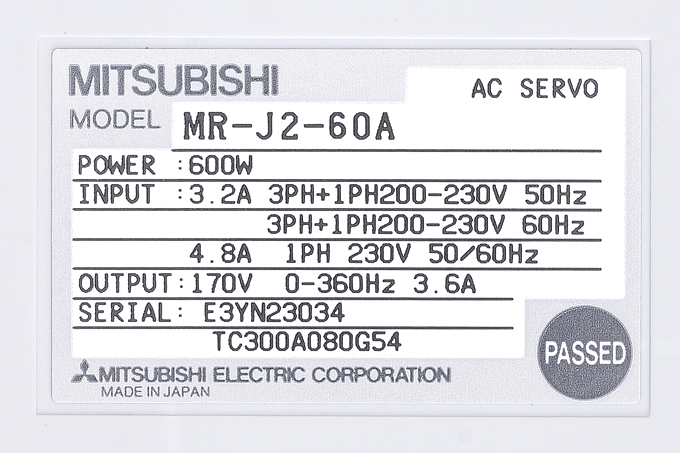 MITSUBISHI
AC SERVO
MODEL MR-J2-60A
POWER :600W
INPUT :3.2A 3PH+1PH200-230V 50Hz
3PH+1PH200-230V 60Hz
4.8A 1PH 230V 50/60Hz
OUTPUT:170V 0-360Hz 3.6A
SERIAL: E3YN23034
TC300A080G54
PASSED
MITSUBISHI ELECTRIC CORPORATION
MADE IN JAPAN